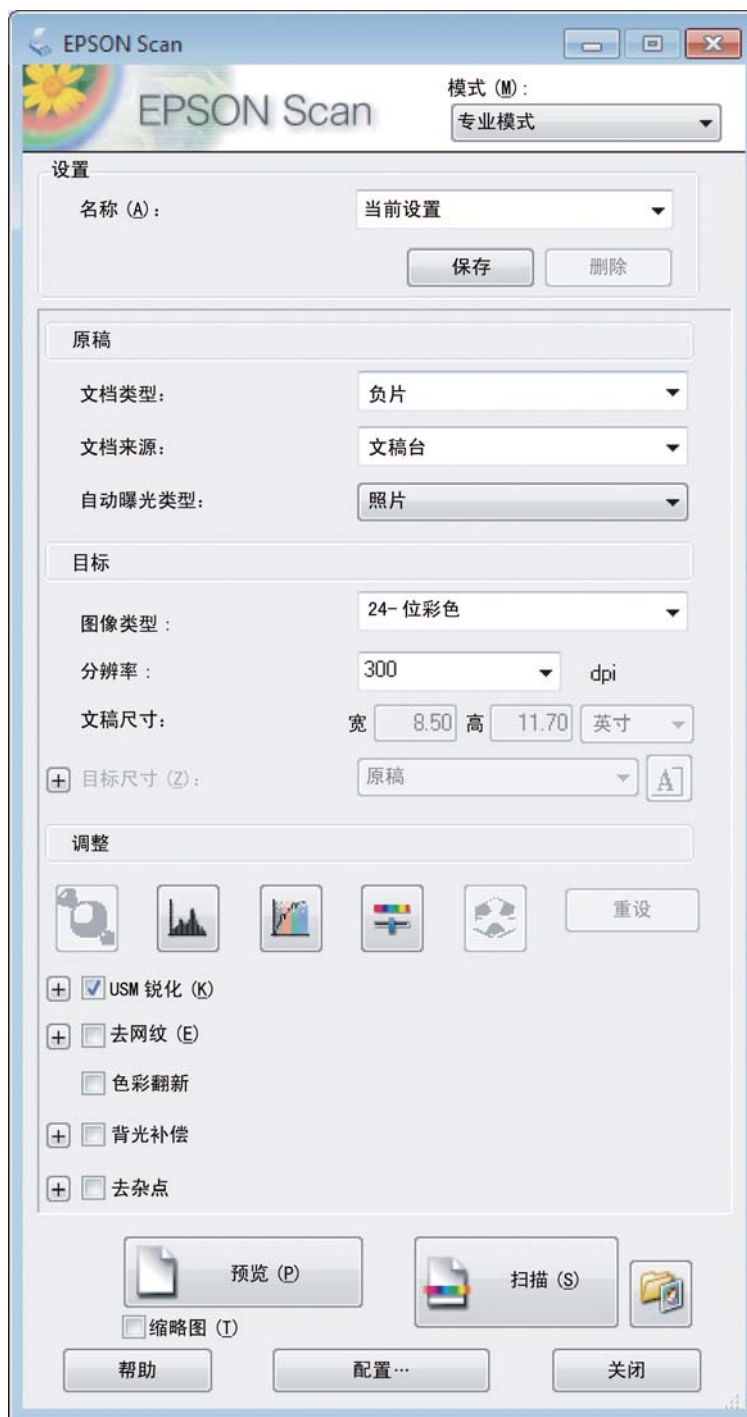 EPSON Scan
EPSON Scan
模式 (M) :
专业模式
设置
名称 (A):
当前设置
保存
删除
原稿
文档类型:
负片
文档来源:
文稿台
自动曝光类型:
照片
目标
图像类型 :
24- 位彩色
分辨率 :
300
dpi
文稿尺寸:
宽 8.50 高 11.70 英寸
目标尺寸 (Z):
原稿
A
调整
重设
USM 锐化 (K)
去网纹 (E)
色彩翻新
背光补偿
去杂点
预览 (P)
扫描 (S)
缩略图 (T)
帮助
配置…
关闭